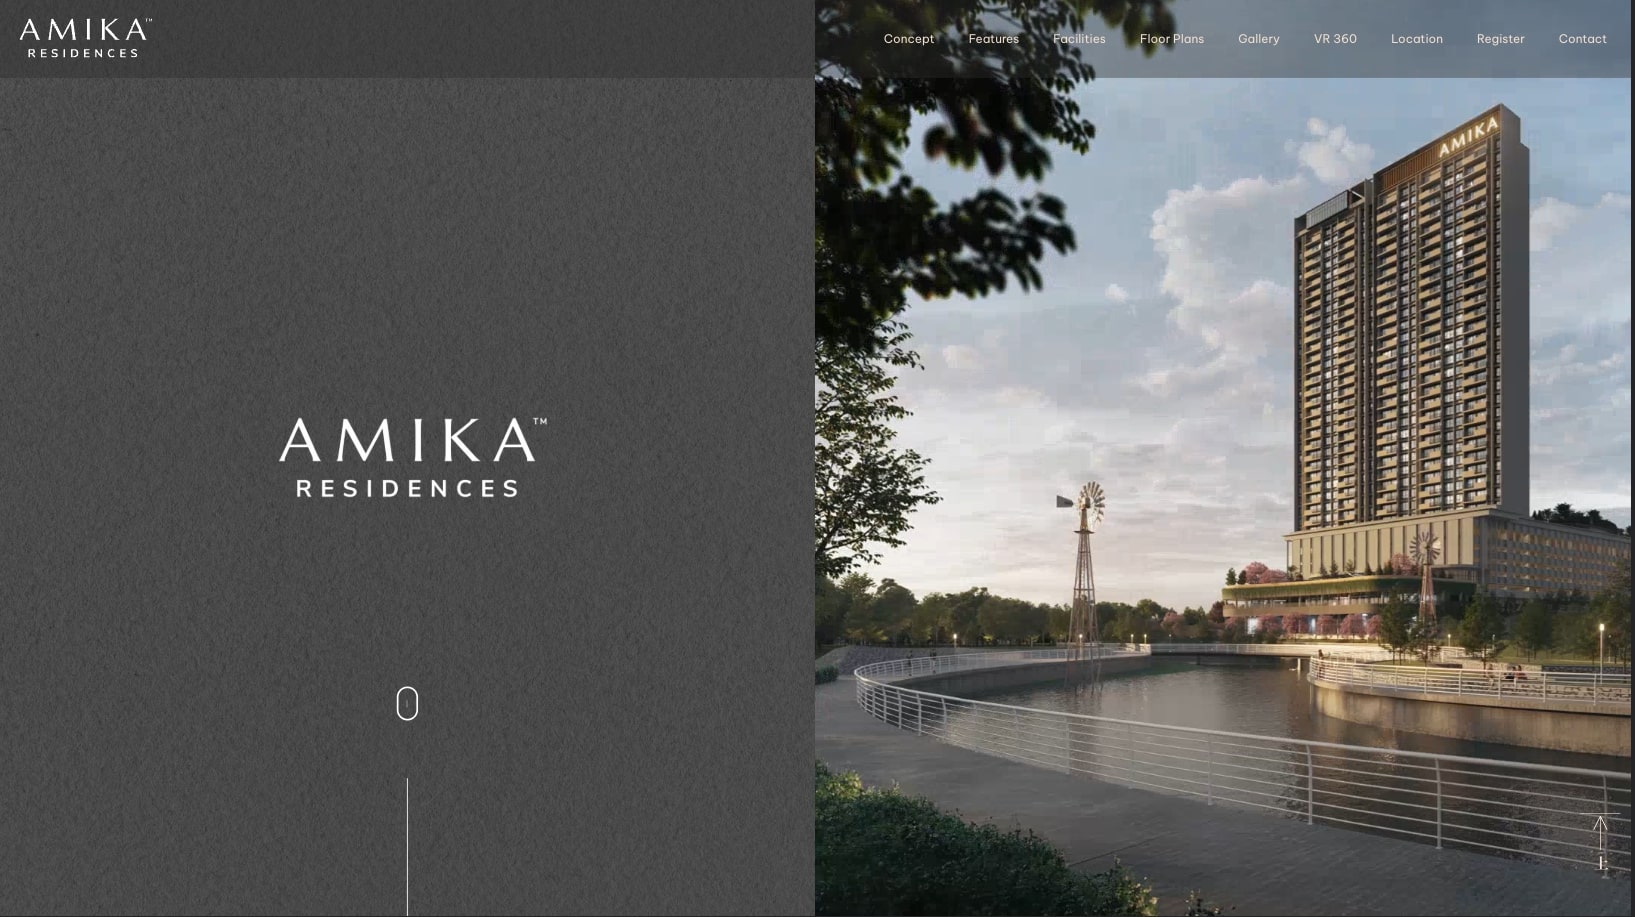 AMIKA™
RESIDENCES
Concept Features Facilities Floor Plans Gallery VR 360 Location Register Contact
AMIKA
AMIKA™
RESIDENCES